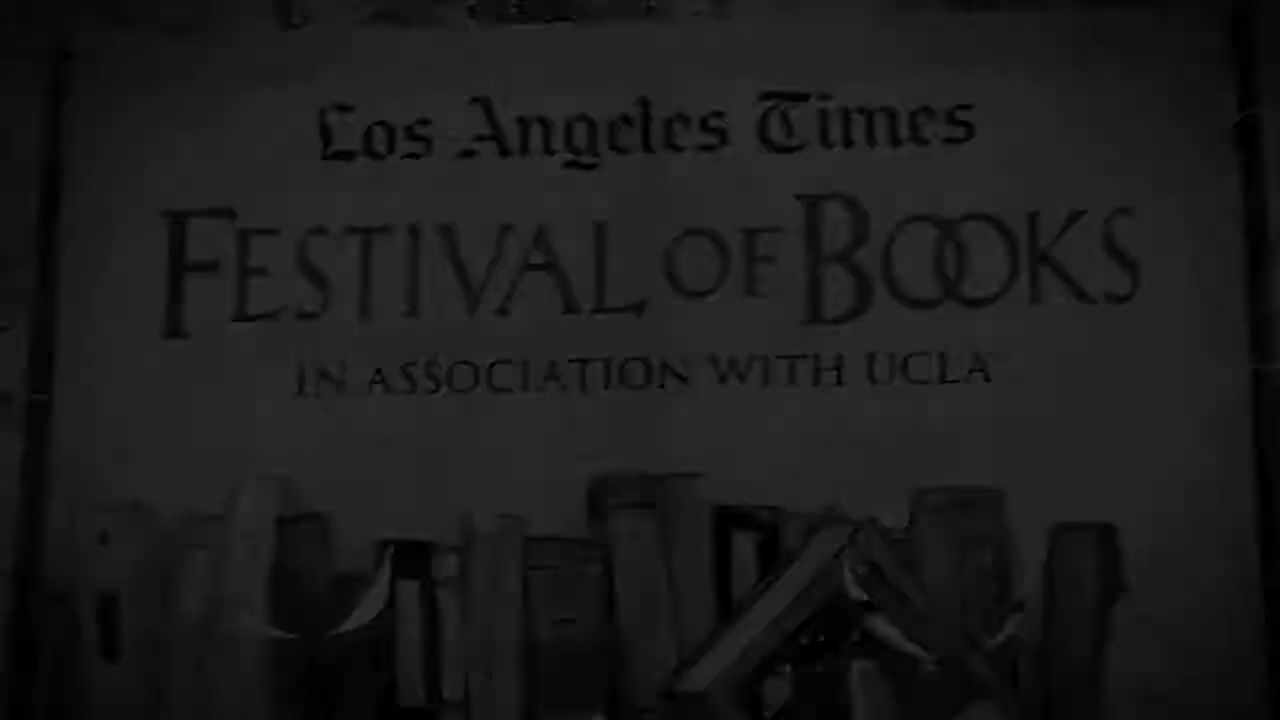 Los Angeles Times
FESTIVAL OF BOOKS
IN ASSOCIATION WITH UCLA